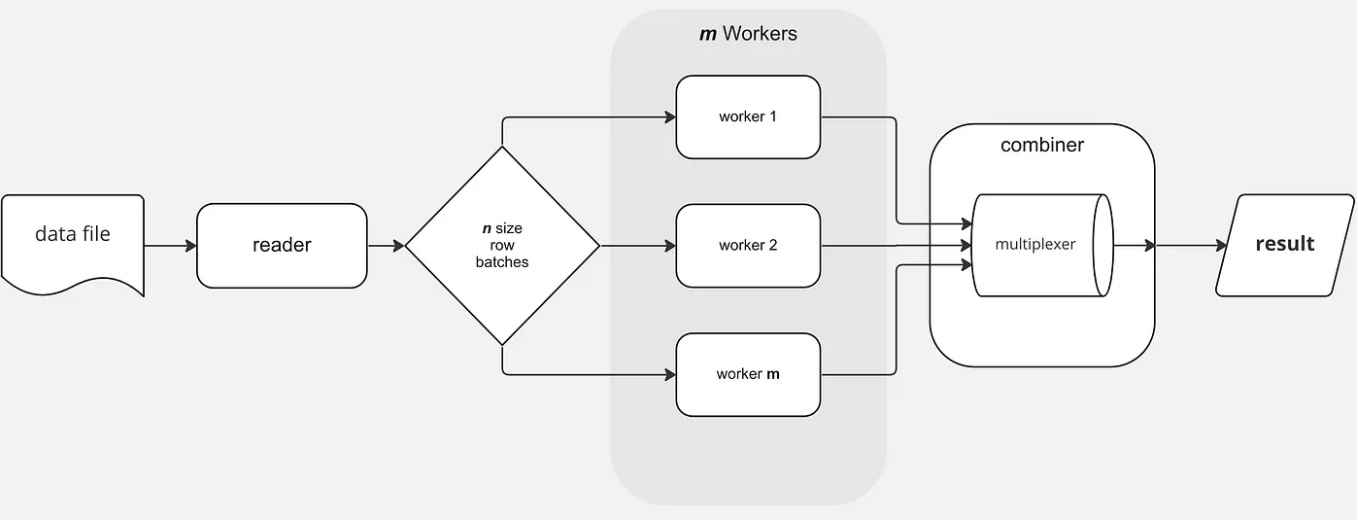 m Workers
worker 1
combiner
data file
reader
n size
row
batches
worker 2
multiplexer
result
worker m